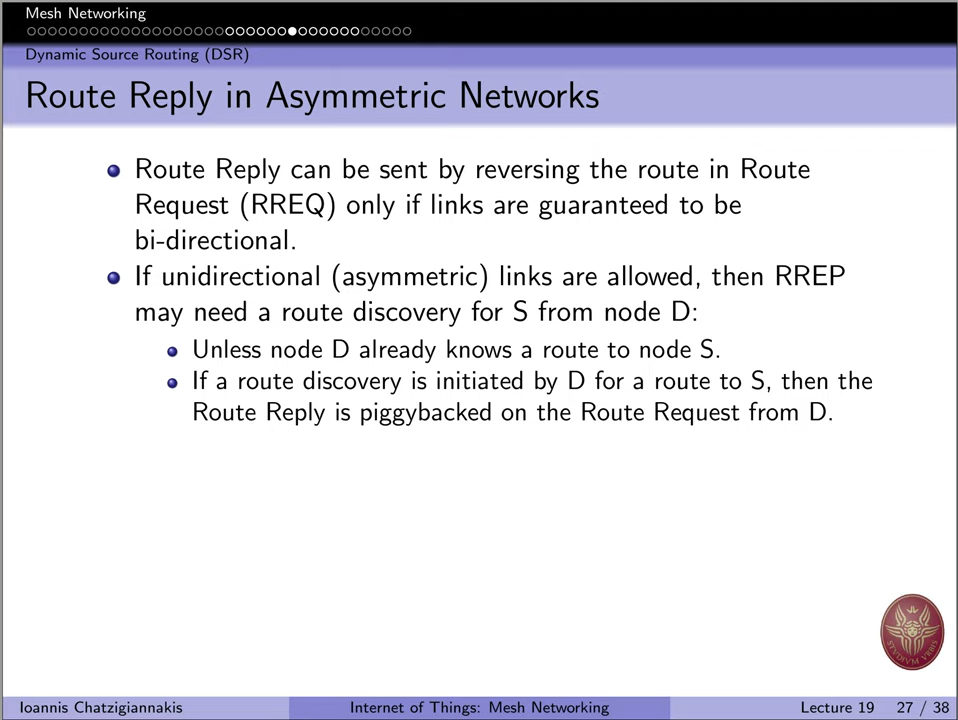 Mesh Networking
Dynamic Source Routing (DSR)
Route Reply in Asymmetric Networks
Route Reply can be sent by reversing the route in Route
Request (RREQ) only if links are guaranteed to be
bi-directional.
If unidirectional (asymmetric) links are allowed, then RREP
may need a route discovery for S from node D:
Unless node D already knows a route to node S.
If a route discovery is initiated by D for a route to S, then the
Route Reply is piggybacked on the Route Request from D.
STVDIVM VRBIS
Ioannis Chatzigiannakis
Internet of Things: Mesh Networking
Lecture 19
27 / 38